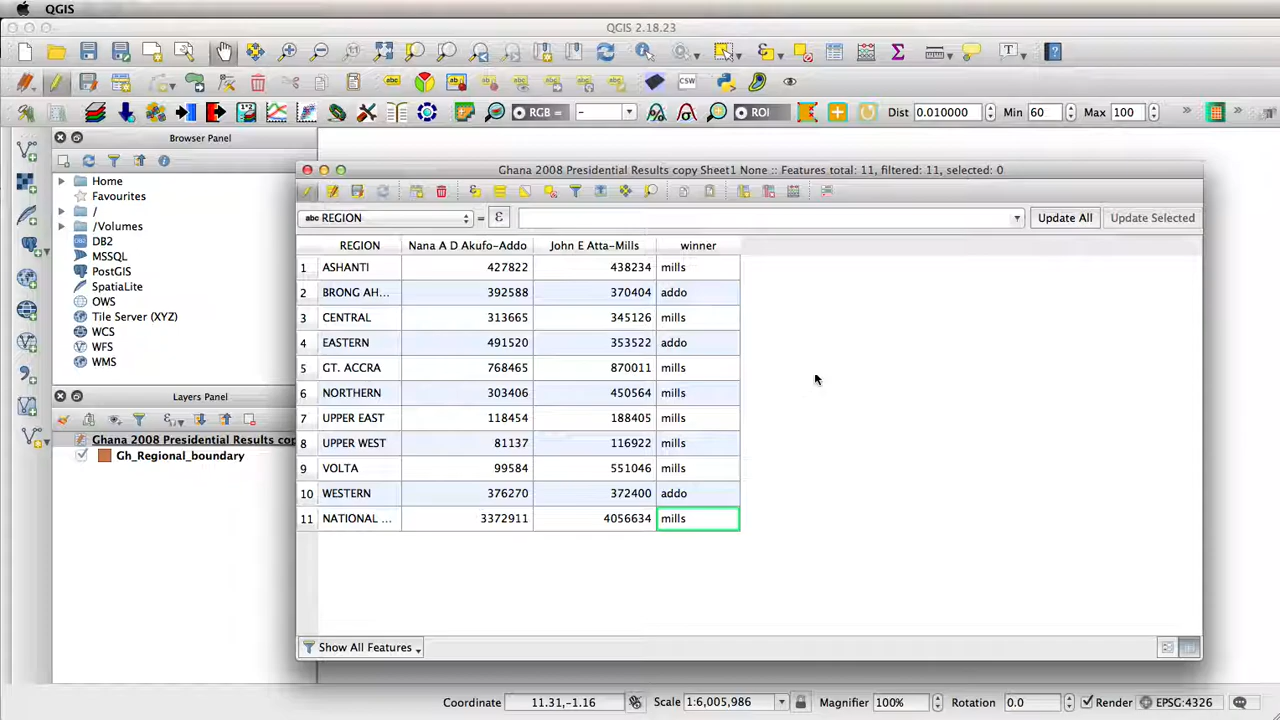 QGIS
QGIS 2.18.23
RGB = - ROI Dist 0.010000 Min 60 Max 100
Browser Panel
Home
Favourites
/
/Volumes
DB2
MSSQL
PostGIS
SpatiaLite
OWS
Tile Server (XYZ)
WCS
WFS
WMS
Layers Panel
Ghana 2008 Presidential Results cop
Gh_Regional_boundary
Ghana 2008 Presidential Results copy Sheet1 None :: Features total: 11, filtered: 11, selected: 0
abc REGION = ε Update All Update Selected
REGION Nana A D Akufo-Addo John E Atta-Mills winner
1 ASHANTI 427822 438234 mills
2 BRONG AH... 392588 370404 addo
3 CENTRAL 313665 345126 mills
4 EASTERN 491520 353522 addo
5 GT. ACCRA 768465 870011 mills
6 NORTHERN 303406 450564 mills
7 UPPER EAST 118454 188405 mills
8 UPPER WEST 81137 116922 mills
9 VOLTA 99584 551046 mills
10 WESTERN 376270 372400 addo
11 NATIONAL ... 3372911 4056634 mills
Show All Features
Coordinate 11.31,-1.16 Scale 1:6,005,986 Magnifier 100% Rotation 0.0 Render EPSG:4326